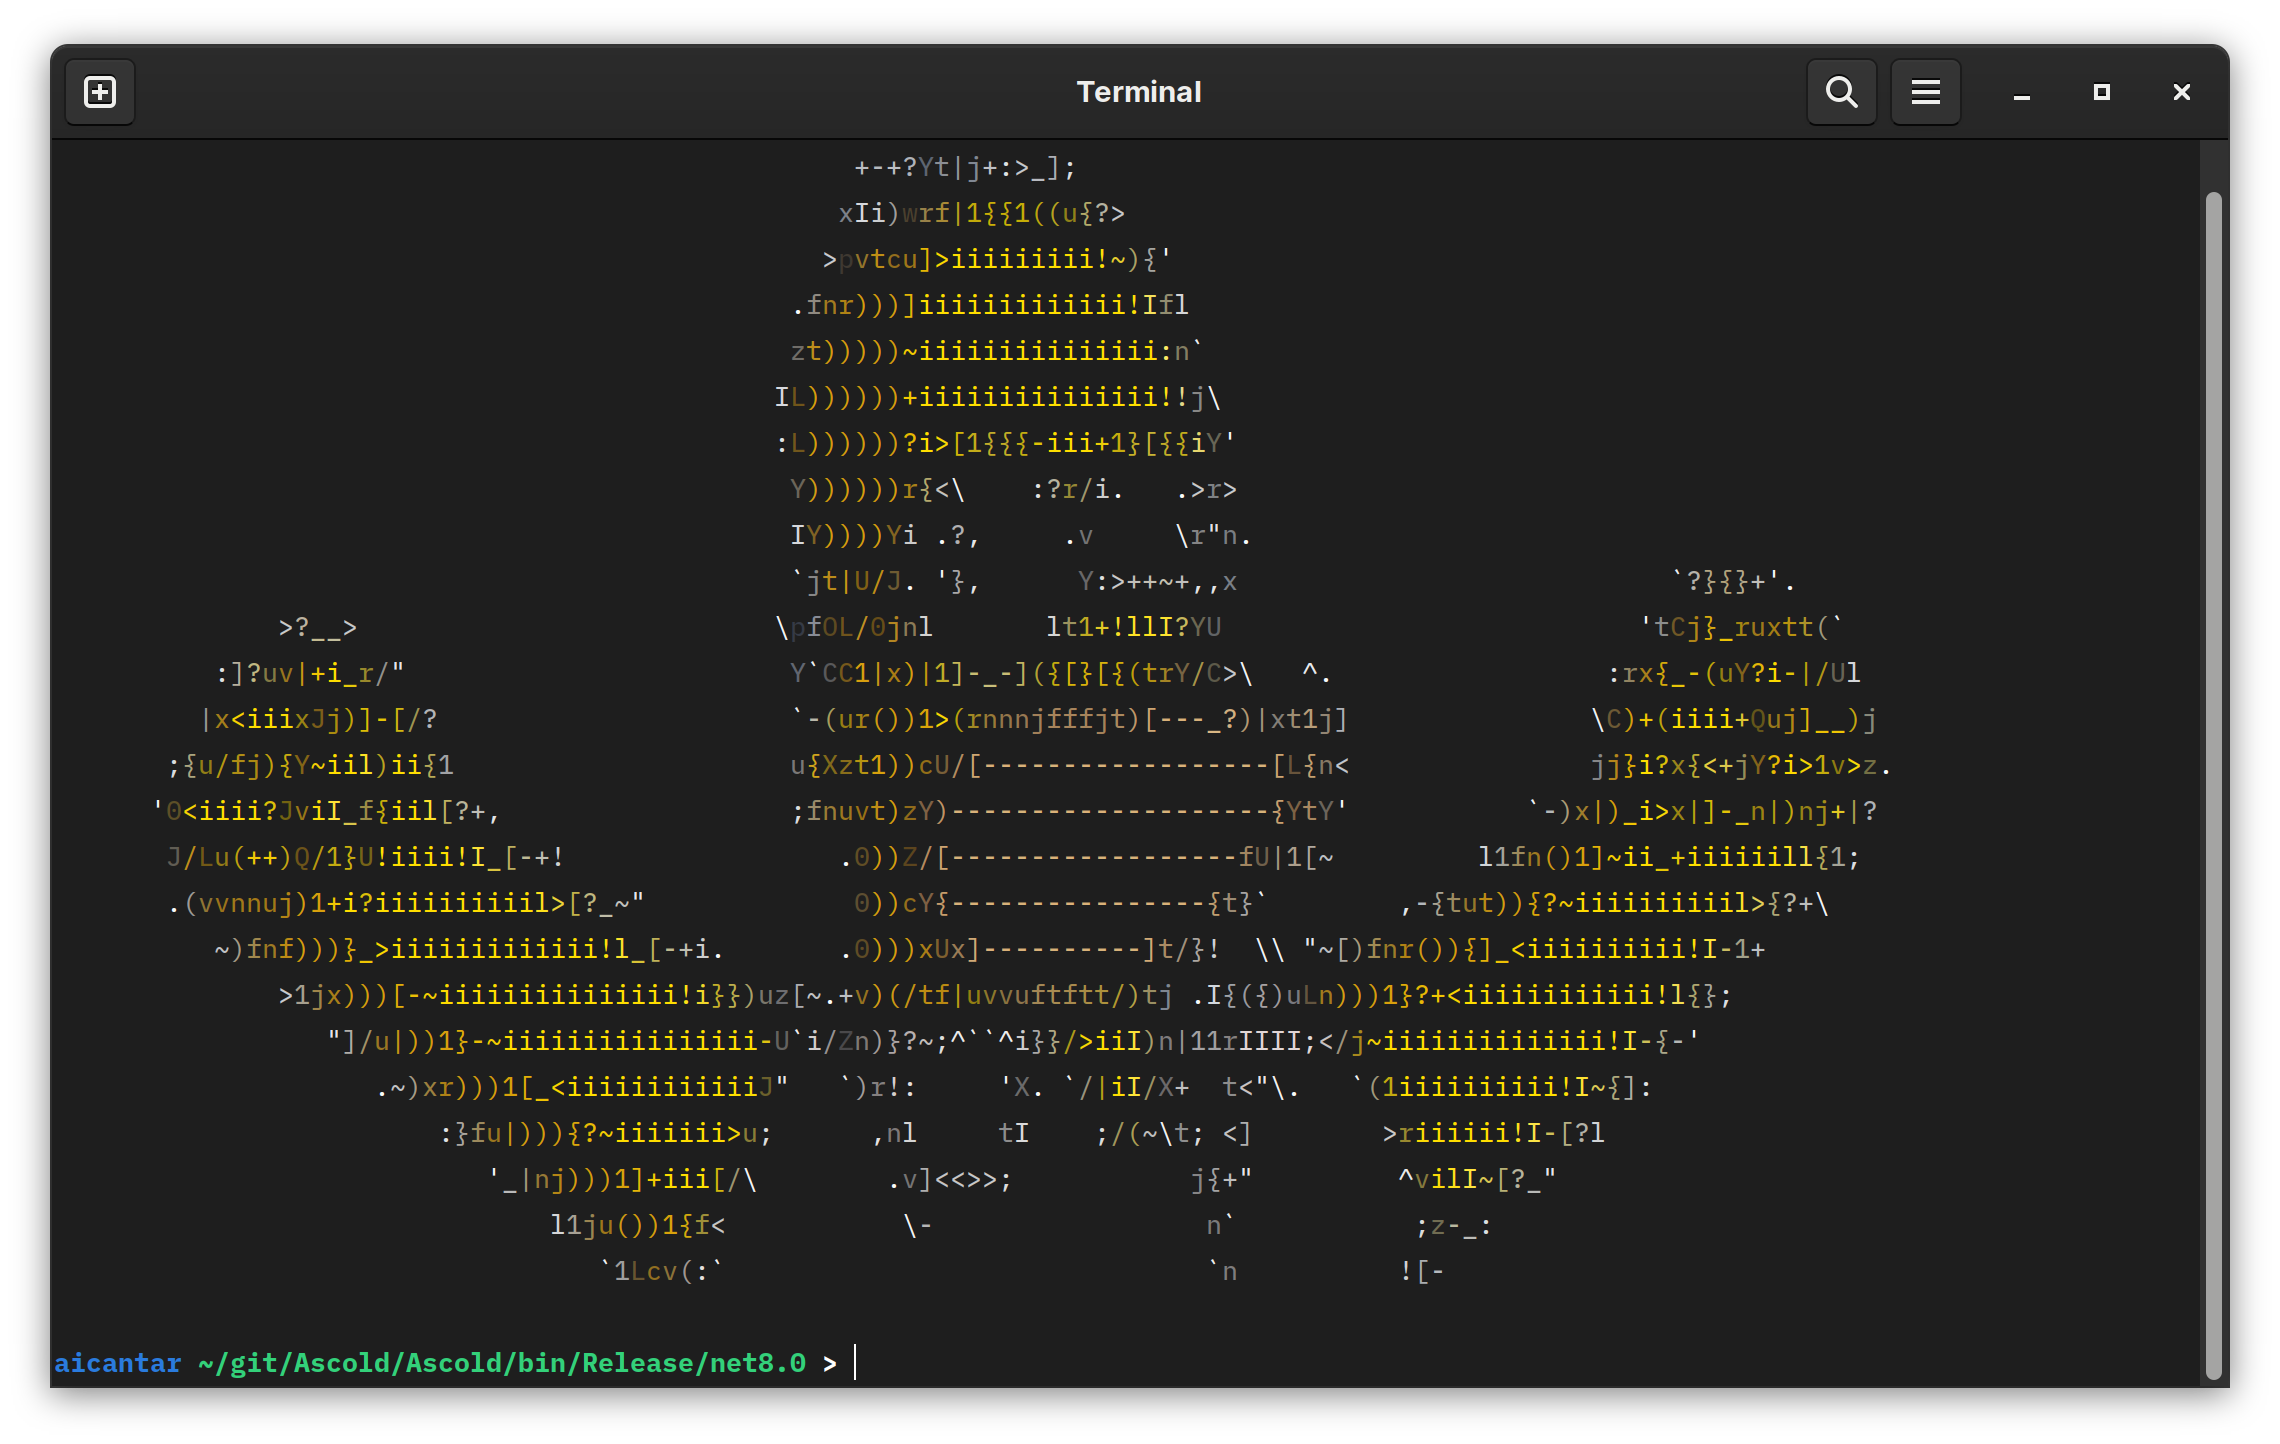 Terminal
+-+?Yt|j+:>_];
xIi)wrf|1{{1((u{?>
>pvtcu]>iiiiiiiii!~){'
.fnr)))]iiiiiiiiiiiii!Ifl
zt)))))~iiiiiiiiiiiiiii:n`
IL))))))+iiiiiiiiiiiiiii!!j\
:L))))))?i>[1{{{-iii+1}[{{iY'
Y))))))r{<\    :?r/i.   .>r>
IY))))Yi .?,     .v     \r"n.
`jt|U/J. '},      Y:>++~+,,x                           `?}{}+'.
>?__>                          \pfOL/0jnl       lt1+!llI?YU                          'tCj}_ruxtt(`
:]?uv|+i_r/"                        Y`CC1|x)|1]-_-]({[}[{(trY/C>\   ^.                 :rx{_-(uY?i-|/Ul
|x<iiixJj)]-[/?                      `-(ur())1>(rnnnjfffjt)[---_?)|xt1j]               \C)+(iiii+Quj]__)j
;{u/fj){Y~iil)ii{1                     u{Xzt1))cU/[------------------[L{n<               jj}i?x{<+jY?i>1v>z.
'0<iiii?JviI_f{iil[?+,                  ;fnuvt)zY)--------------------{YtY'           `-)x|)_i>x|]-_n|)nj+|?
J/Lu(++)Q/1}U!iiii!I_[-+!                 .0))Z/[------------------fU|1[~         l1fn()1]~ii_+iiiiiill{1;
.(vvnnuj)1+i?iiiiiiiiiil>[?_~"             0))cY{----------------{t}`        ,-{tut)){?~iiiiiiiiiil>{?+\
~)fnf)))}_>iiiiiiiiiiiii!l_[-+i.       .0)))xUx]----------]t/}!  \\ "~[)fnr()){]_<iiiiiiiiii!I-1+
>1jx)))[-~iiiiiiiiiiiiiii!i}})uz[~.+v)(/tf|uvvuftftt/)tj .I{({)uLn)))1}?+<iiiiiiiiiiii!l{};
"]/u|))1}-~iiiiiiiiiiiiiiii-U`i/Zn)}?~;^``^i}}/>iiI)n|11rIIII;</j~iiiiiiiiiiiiii!I-{-'
.~)xr)))1[_<iiiiiiiiiiiiJ"   `)r!:     'X. `/|iI/X+  t<"\.   `(1iiiiiiiiii!I~{]:
:}fu|))){?~iiiiiii>u;      ,nl     tI    ;/(~\t; <]        >riiiiii!I-[?l
'_|nj)))1]+iii[/\        .v]<<>>;           j{+"         ^vilI~[?_"
l1ju())1{f<           \-                 n`           ;z-_:
`1Lcv(:`                              `n          ![-
aicantar ~/git/Ascold/Ascold/bin/Release/net8.0 >